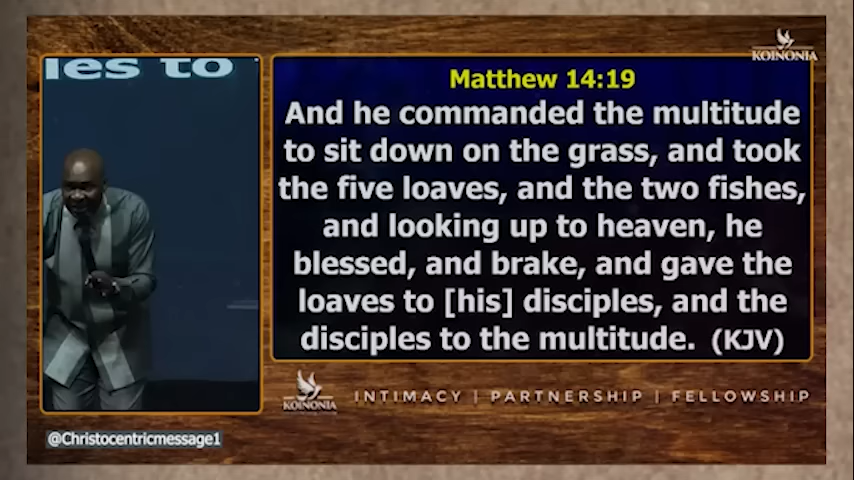 les to
KOINONIA
Matthew 14:19
And he commanded the multitude
to sit down on the grass, and took
the five loaves, and the two fishes,
and looking up to heaven, he
blessed, and brake, and gave the
loaves to [his] disciples, and the
disciples to the multitude. (KJV)
KOINONIA
INTIMACY | PARTNERSHIP | FELLOWSHIP
@Christocentricmessage1